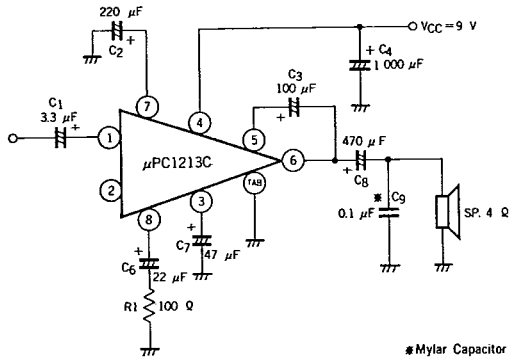 220 μF
C2
+
VCC=9 V
+ C4
1 000 μF
C3
100 μF
+
C1
3.3 μF
+
7
4
5
1
μPC1213C
6
470 μF
+
C8
2
TAB
8
3
✱ C9
0.1 μF
SP. 4 Ω
+
C7
47 μF
+
C6
22 μF
R1
100 Ω
✱Mylar Capacitor